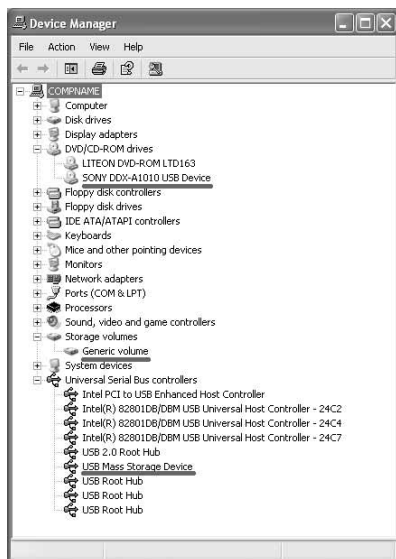 Device Manager
File Action View Help
COMPNAME
Computer
Disk drives
Display adapters
DVD/CD-ROM drives
LITEON DVD-ROM LTD163
SONY DDX-A1010 USB Device
Floppy disk controllers
Floppy disk drives
IDE ATA/ATAPI controllers
Keyboards
Mice and other pointing devices
Monitors
Network adapters
Ports (COM & LPT)
Processors
Sound, video and game controllers
Storage volumes
Generic volume
System devices
Universal Serial Bus controllers
Intel PCI to USB Enhanced Host Controller
Intel(R) 82801DB/DBM USB Universal Host Controller - 24C2
Intel(R) 82801DB/DBM USB Universal Host Controller - 24C4
Intel(R) 82801DB/DBM USB Universal Host Controller - 24C7
USB 2.0 Root Hub
USB Mass Storage Device
USB Root Hub
USB Root Hub
USB Root Hub